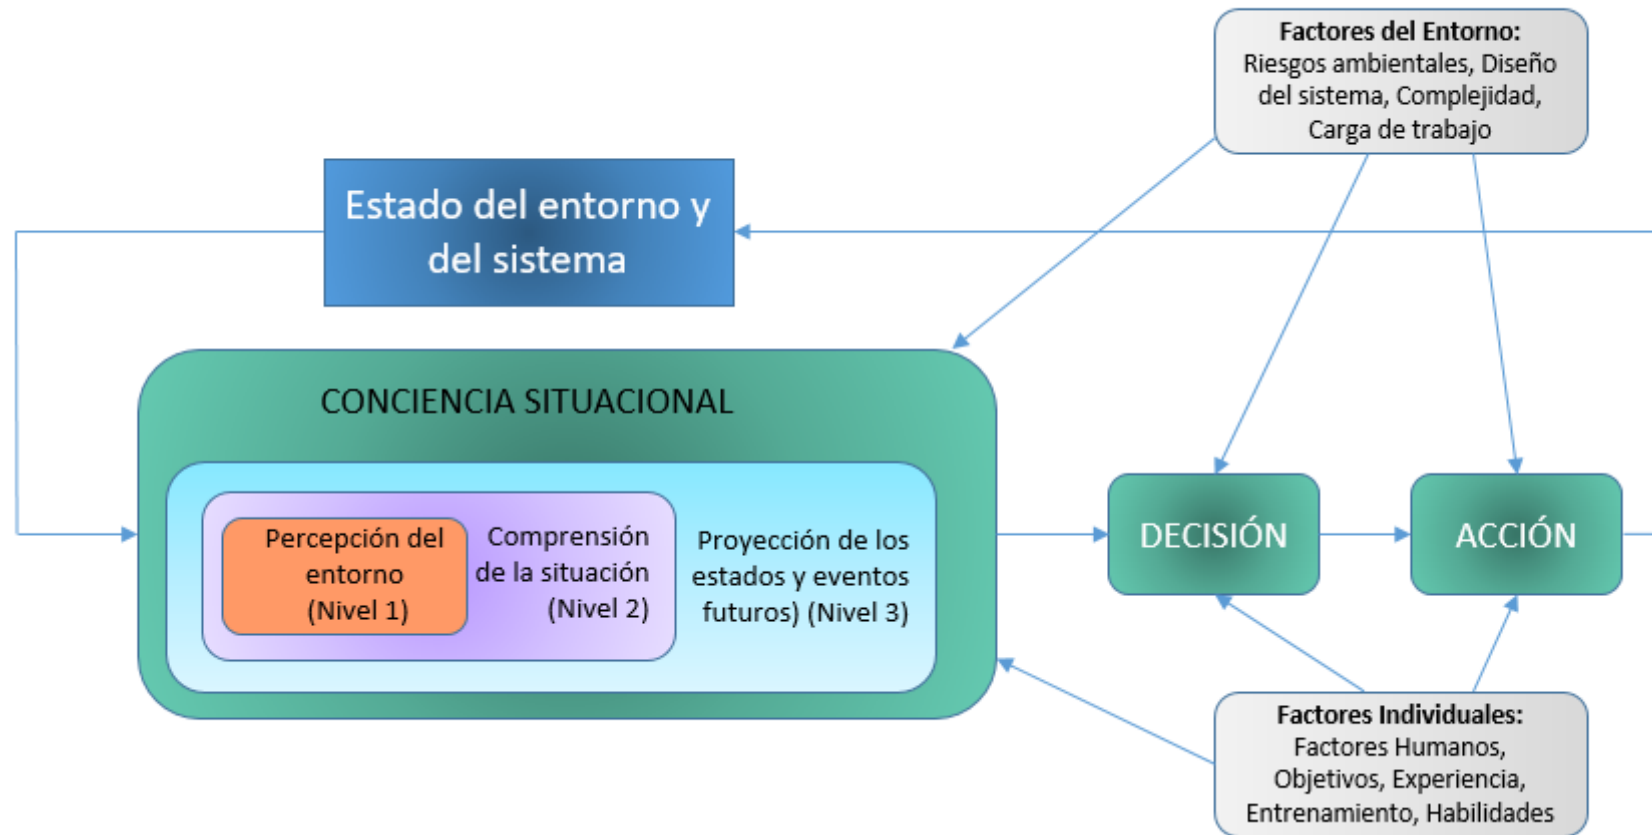 Factores del Entorno:
Riesgos ambientales, Diseño
del sistema, Complejidad,
Carga de trabajo
Estado del entorno y
del sistema
CONCIENCIA SITUACIONAL
Percepción del
entorno
(Nivel 1)
Comprensión
de la situación
(Nivel 2)
Proyección de los
estados y eventos
futuros) (Nivel 3)
DECISIÓN
ACCIÓN
Factores Individuales:
Factores Humanos,
Objetivos, Experiencia,
Entrenamiento, Habilidades